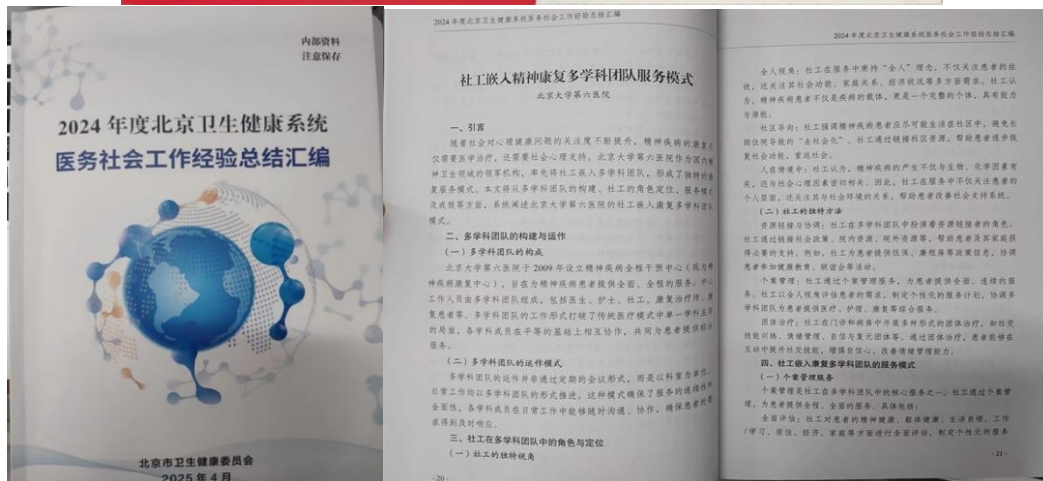 内部资料
注意保存
2024 年度北京卫生健康系统
医务社会工作经验总结汇编
北京市卫生健康委员会
2025 年 4 月
2024 年度北京卫生健康系统医务社会工作经验总结汇编
社工嵌入精神康复多学科团队服务模式
北京大学第六医院
一、引言
随着社会对心理健康问题的关注度不断提升,精神疾病的康复不
仅需要医学治疗,还需要社会心理支持。北京大学第六医院作为国内精
神卫生领域的领军机构,率先将社工嵌入多学科团队,形成了独特的康
复服务模式。本文将从多学科团队的构建、社工的角色定位、服务模式
及成效等方面,系统阐述北京大学第六医院的社工嵌入康复多学科团队
模式。
二、多学科团队的构建与运作
(一)多学科团队的构成
北京大学第六医院于 2009 年设立精神疾病全程干预中心(现为精
神疾病康复中心),旨在为精神疾病患者提供全面、全程的服务。中心
工作人员由多学科团队组成,包括医生、护士、社工、康复治疗师、康
复患者等。多学科团队的工作形式打破了传统医疗模式中单一学科主导
的局面,各学科成员在平等的基础上相互协作,共同为患者提供综合
服务。
(二)多学科团队的运作模式
多学科团队的运作并非通过定期的会议形式,而是以科室为单位,
日常工作均以多学科团队的形式推进。这种模式确保了服务的连续性和
全面性,各学科成员在日常工作中能够随时沟通、协作,确保患者的需
求得到及时响应。
三、社工在多学科团队中的角色与定位
(一)社工的独特视角
- 20 -
2024 年度北京卫生健康系统医务社会工作经验总结汇编
全人视角:社工在服务中秉持“全人”理念,不仅关注患者的症
状,还关注其社会功能、家庭关系、经济状况等多方面需求。社工认
为,精神疾病患者不仅是疾病的载体,更是一个完整的个体,具有能力
与潜能。
社区导向:社工强调精神疾病患者应尽可能生活在社区中,避免长
期住院导致的“去社会化”。社工通过链接社区资源,帮助患者逐步恢
复社会功能,重返社会。
人在情境中:社工认为,精神疾病的产生不仅与生物、化学因素有
关,还与社会心理因素密切相关。因此,社工在服务中不仅关注患者的
个人层面,还关注其与社会环境的关系,帮助患者改善社会支持系统。
(二)社工的独特方法
资源链接与协调:社工在多学科团队中扮演着资源链接者的角色。
社工通过链接社会政策、院内资源、院外资源等,帮助患者及其家庭获
得必要的支持。例如,社工为患者提供低保、廉租房等政策信息,协调
患者参加健康教育、联谊会等活动。
个案管理:社工通过个案管理服务,为患者提供全面、连续的服
务。社工以全人视角评估患者的需求,制定个性化的服务计划,协调多
学科团队为患者提供医疗、护理、康复等综合服务。
团体治疗:社工在门诊和病房中开展多种形式的团体治疗,如社交
技能训练、情绪管理、自信与复元团体等。通过团体治疗,患者能够在
互动中提升社交技能,增强自信心,改善情绪管理能力。
四、社工嵌入康复多学科团队的服务模式
(一)个案管理服务
个案管理是社工在多学科团队中的核心服务之一。社工通过个案管
理,为患者提供全程、全面的服务。具体包括:
全面评估:社工对患者的精神健康、躯体健康、生活自理、工作
/学习、居住、经济、家庭等方面进行全面评估,制定个性化的服务
- 21 -